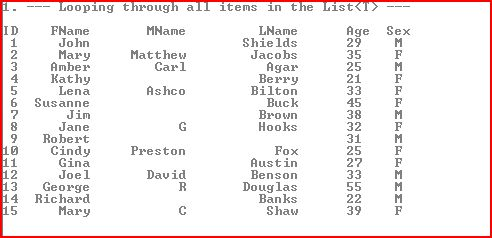 1. --- Looping through all items in the List<T> ---
ID FName MName LName Age Sex
1 John Shields 29 M
2 Mary Matthew Jacobs 35 F
3 Amber Carl Agar 25 M
4 Kathy Berry 21 F
5 Lena Ashco Bilton 33 F
6 Susanne Buck 45 F
7 Jim Brown 38 M
8 Jane G Hooks 32 F
9 Robert 31 M
10 Cindy Preston Fox 25 F
11 Gina Austin 27 F
12 Joel David Benson 33 M
13 George R Douglas 55 M
14 Richard Banks 22 M
15 Mary C Shaw 39 F